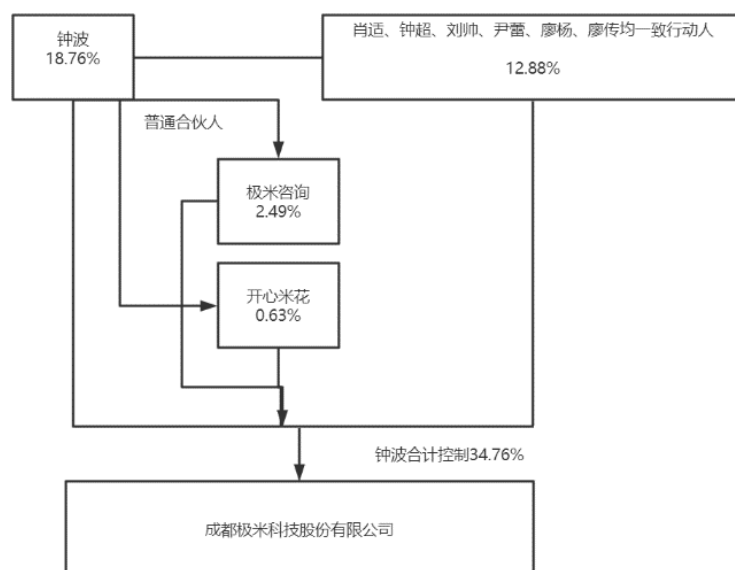 钟波
18.76%
肖适、钟超、刘帅、尹蕾、廖杨、廖传均一致行动人
12.88%
普通合伙人
极米咨询
2.49%
开心米花
0.63%
钟波合计控制34.76%
成都极米科技股份有限公司